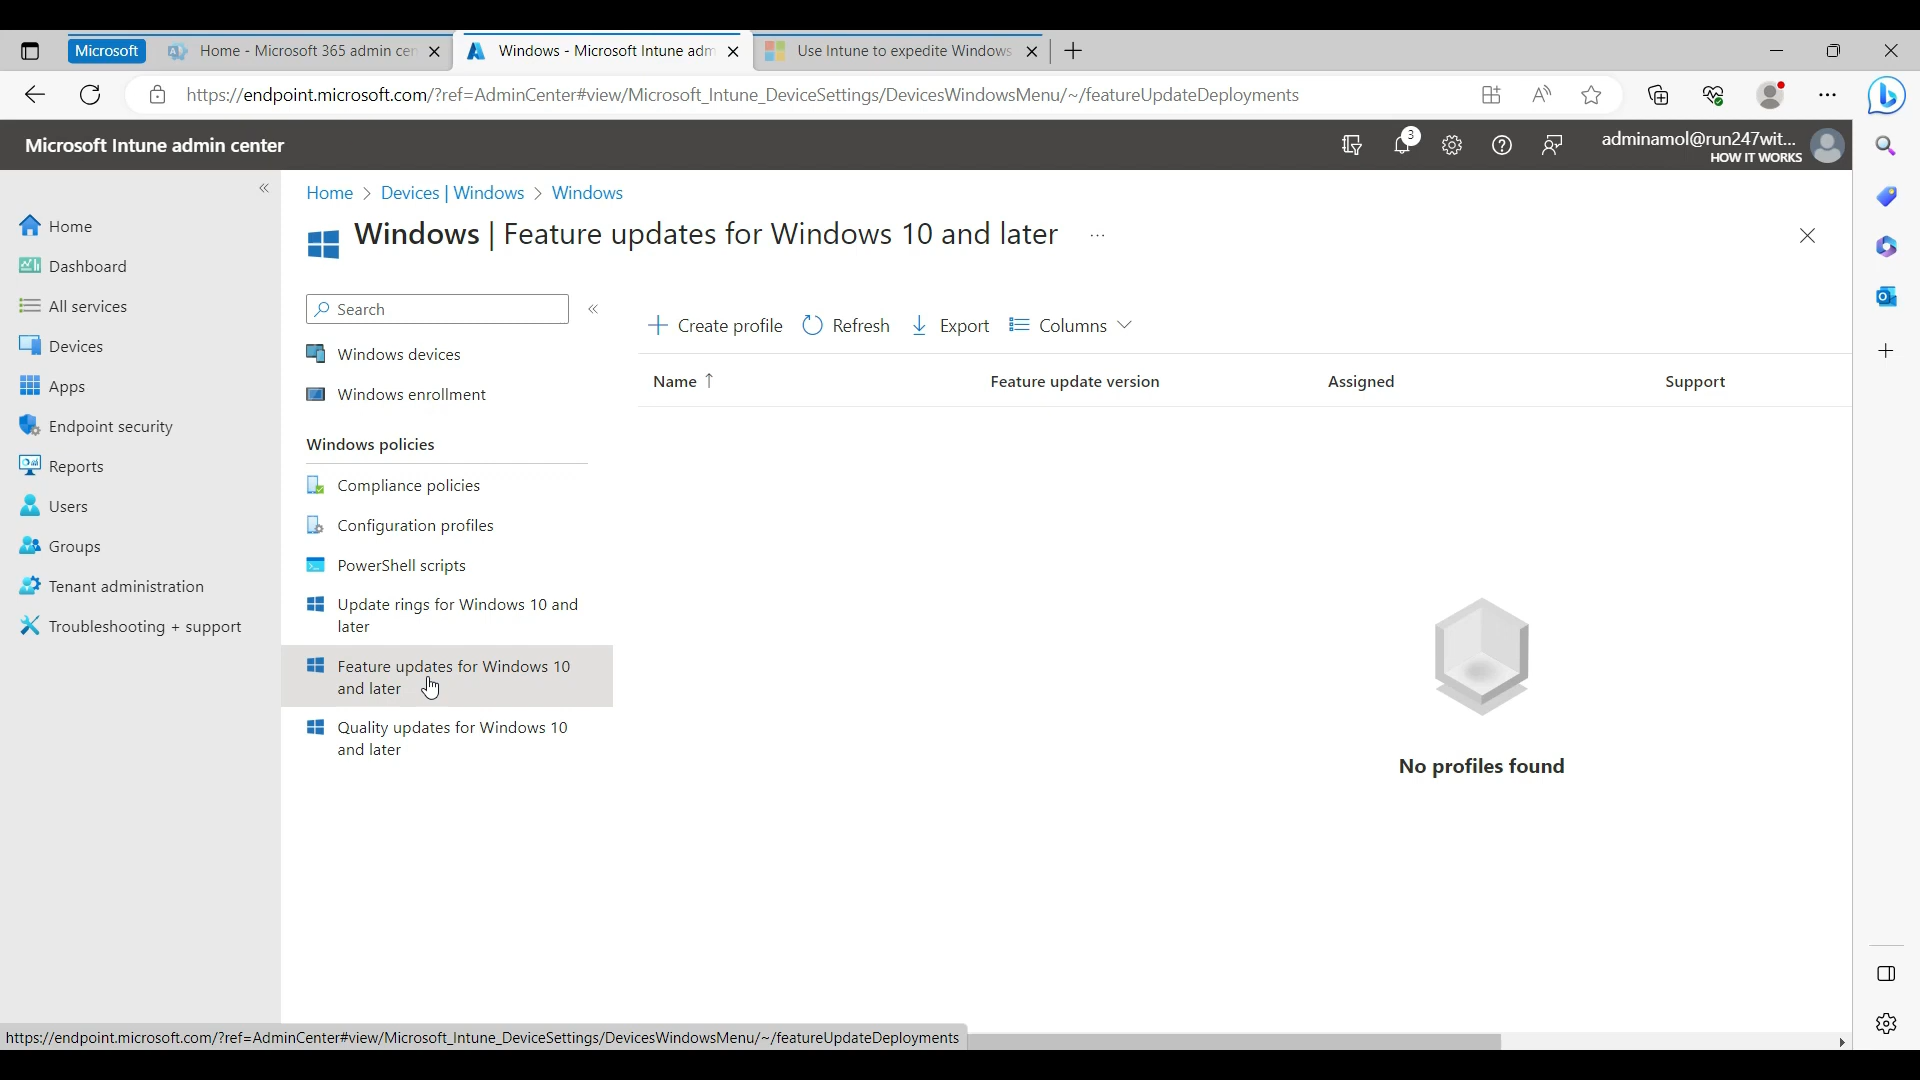 Microsoft
Home - Microsoft 365 admin cen
Windows - Microsoft Intune adm
Use Intune to expedite Windows
https://endpoint.microsoft.com/?ref=AdminCenter#view/Microsoft_Intune_DeviceSettings/DevicesWindowsMenu/~/featureUpdateDeployments
Microsoft Intune admin center
3
adminamol@run247wit...
HOW IT WORKS
Home > Devices | Windows > Windows
Windows | Feature updates for Windows 10 and later ...
Home
Dashboard
All services
Devices
Apps
Endpoint security
Reports
Users
Groups
Tenant administration
Troubleshooting + support
Search
Windows devices
Windows enrollment
Windows policies
Compliance policies
Configuration profiles
PowerShell scripts
Update rings for Windows 10 and
later
Feature updates for Windows 10
and later
Quality updates for Windows 10
and later
Create profile Refresh Export Columns
Name Feature update version Assigned Support
No profiles found
https://endpoint.microsoft.com/?ref=AdminCenter#view/Microsoft_Intune_DeviceSettings/DevicesWindowsMenu/~/featureUpdateDeployments